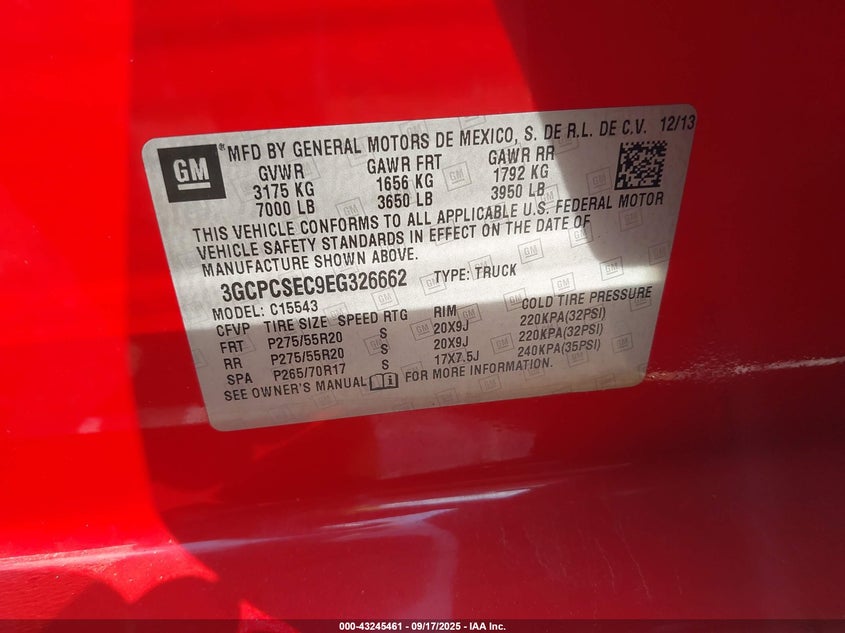 GM
® MFD BY GENERAL MOTORS DE MEXICO, S. DE R.L. DE C.V. 12/13
GVWR GAWR FRT GAWR RR
3175 KG 1656 KG 1792 KG
7000 LB 3650 LB 3950 LB
THIS VEHICLE CONFORMS TO ALL APPLICABLE U.S. FEDERAL MOTOR
VEHICLE SAFETY STANDARDS IN EFFECT ON THE DATE OF
MANUFACTURE SHOWN ABOVE.
3GCPCSEC9EG326662 TYPE: TRUCK
MODEL: C15543
CFVP TIRE SIZE SPEED RTG RIM COLD TIRE PRESSURE
FRT P275/55R20 S 20X9J 220KPA(32PSI)
RR P275/55R20 S 20X9J 220KPA(32PSI)
SPA P265/70R17 S 17X7.5J 240KPA(35PSI)
SEE OWNER'S MANUAL FOR MORE INFORMATION.
000-43245461 - 09/17/2025 - IAA Inc.